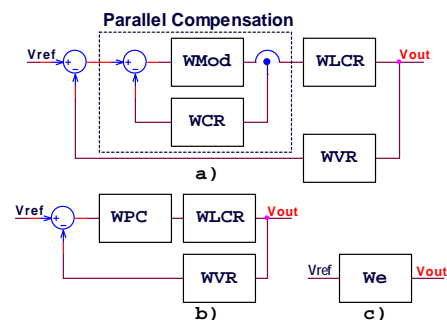 Parallel Compensation
Vref
+
-
+
-
WMod
WLCR
Vout
WCR
WVR
a)
Vref
+
-
WPC
WLCR
Vout
WVR
b)
Vref
We
Vout
c)